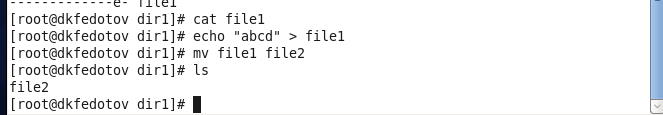 -------------e- file1
[root@dkfedotov dir1]# cat file1
[root@dkfedotov dir1]# echo "abcd" > file1
[root@dkfedotov dir1]# mv file1 file2
[root@dkfedotov dir1]# ls
file2
[root@dkfedotov dir1]#